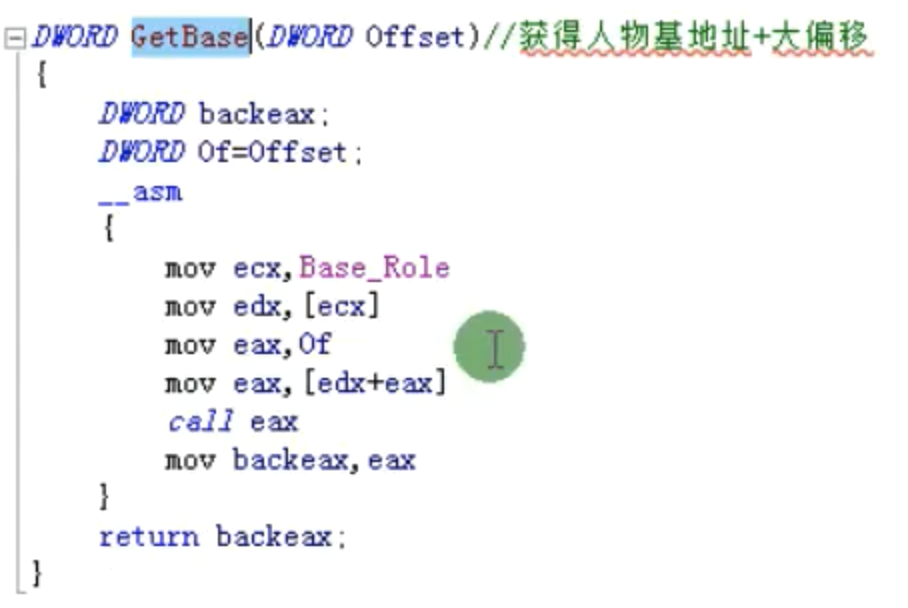 DWORD GetBase(DWORD Offset)//获得人物基地址+大偏移
{
DWORD backeax;
DWORD Of=Offset;
__asm
{
mov ecx,Base_Role
mov edx,[ecx]
mov eax,Of
mov eax,[edx+eax]
call eax
mov backeax,eax
}
return backeax;
}